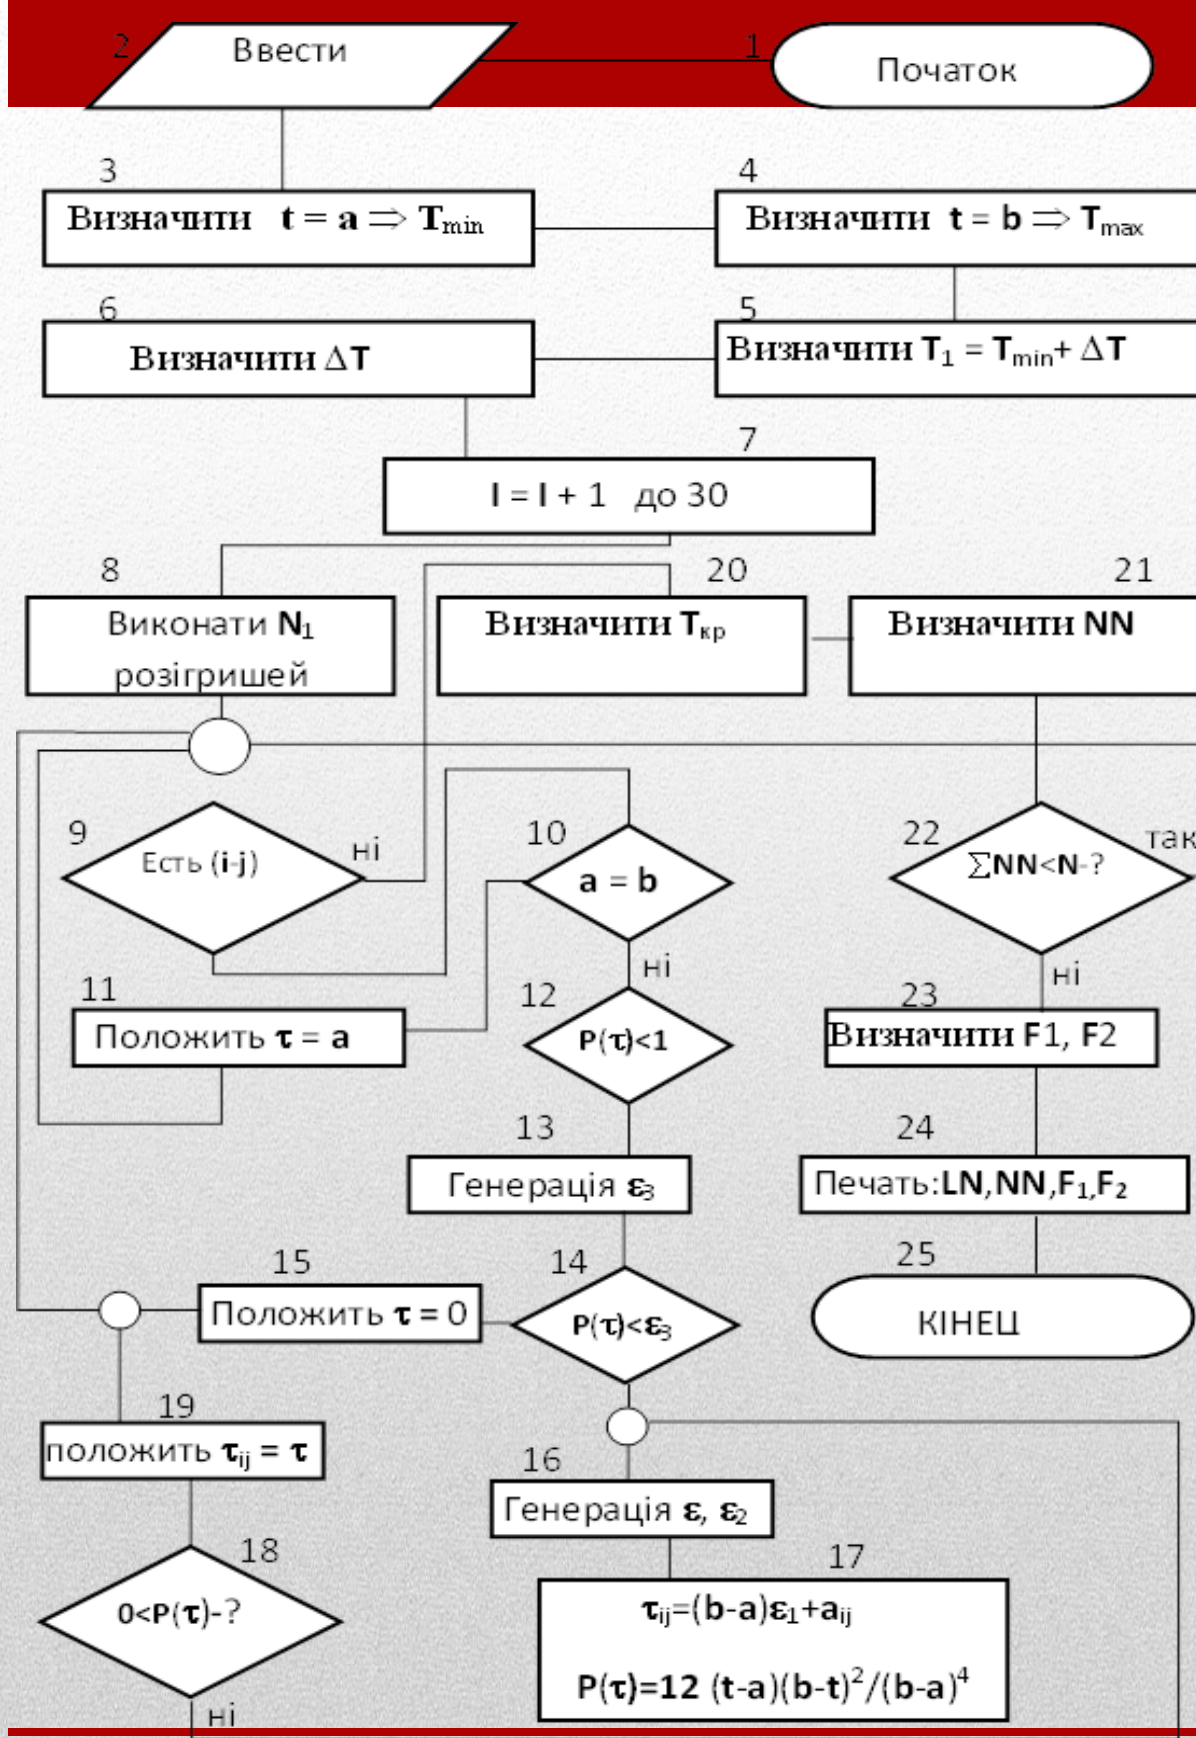 2
Ввести
1
Початок
3
Визначити t = a ⇒ Tmin
4
Визначити t = b ⇒ Tmax
6
Визначити ΔT
5
Визначити T1 = Tmin+ ΔT
7
I = I + 1 до 30
8
Виконати N1
розігришей
20
Визначити Tкр
21
Визначити NN
9
Есть (i-j)
ні
10
a = b
ні
22
∑NN<N-?
так
ні
11
Положить τ = a
12
P(τ)<1
23
Визначити F1, F2
13
Генерація ε3
24
Печать:LN,NN,F1,F2
15
Положить τ = 0
14
P(τ)<ε3
25
КІНЕЦ
19
положить τij = τ
16
Генерація ε, ε2
18
0<P(τ)-?
ні
17
τij=(b-a)ε1+aij
P(τ)=12 (t-a)(b-t)²/(b-a)⁴